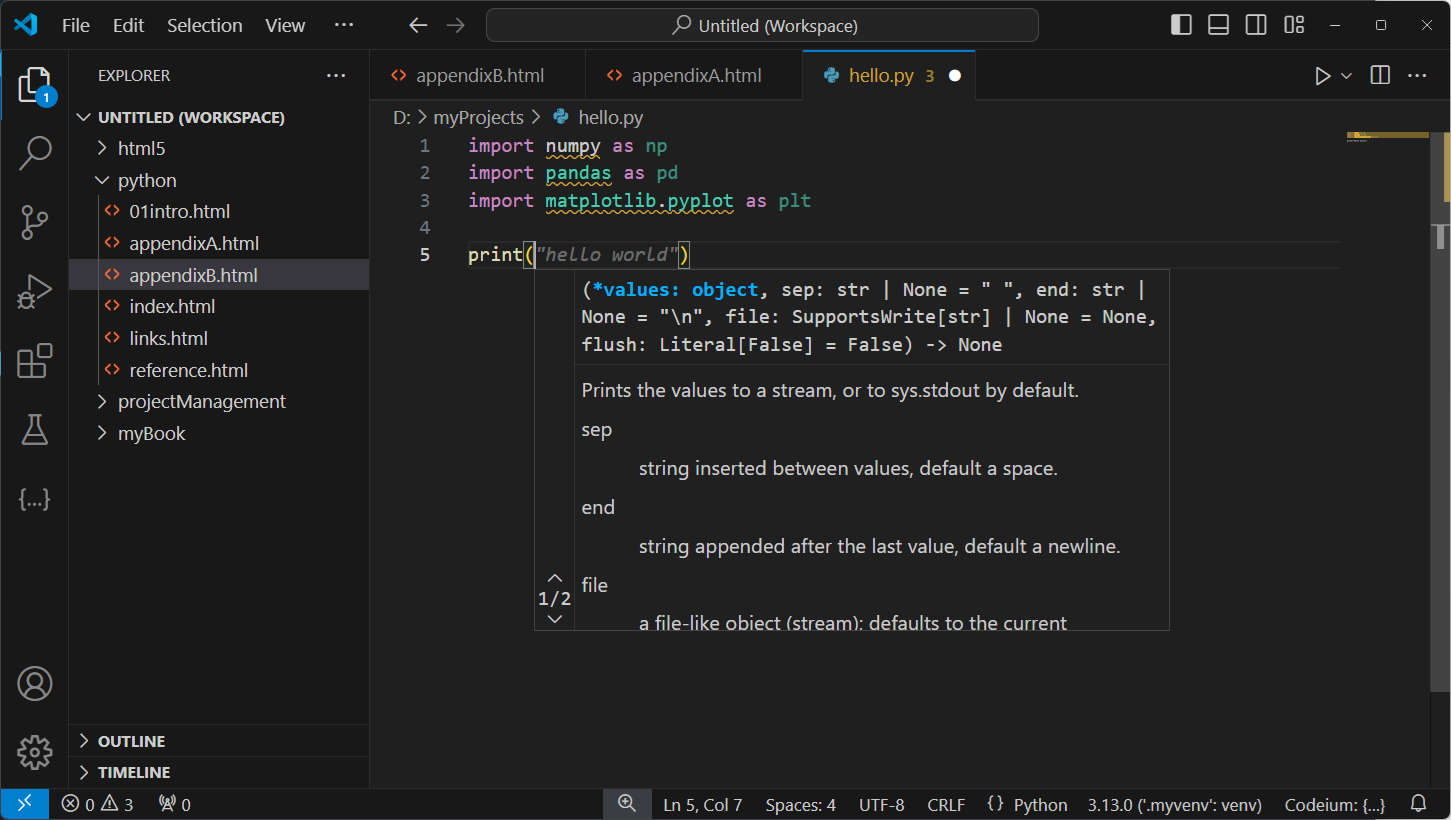 File Edit Selection View ··· Untitled (Workspace)
EXPLORER ···
1
UNTITLED (WORKSPACE)
html5
python
01intro.html
appendixA.html
appendixB.html
index.html
links.html
reference.html
projectManagement
myBook
OUTLINE
TIMELINE
appendixB.html appendixA.html hello.py 3
D: > myProjects > hello.py
1 import numpy as np
2 import pandas as pd
3 import matplotlib.pyplot as plt
4
5 print("hello world")
(*values: object, sep: str | None = " ", end: str |
None = "\n", file: SupportsWrite[str] | None = None,
flush: Literal[False] = False) -> None
Prints the values to a stream, or to sys.stdout by default.
sep
string inserted between values, default a space.
end
string appended after the last value, default a newline.
file
a file-like object (stream); defaults to the current
1/2
{...}
0 3 0 Ln 5, Col 7 Spaces: 4 UTF-8 CRLF {} Python 3.13.0 ('.myvenv': venv) Codeium: {...}